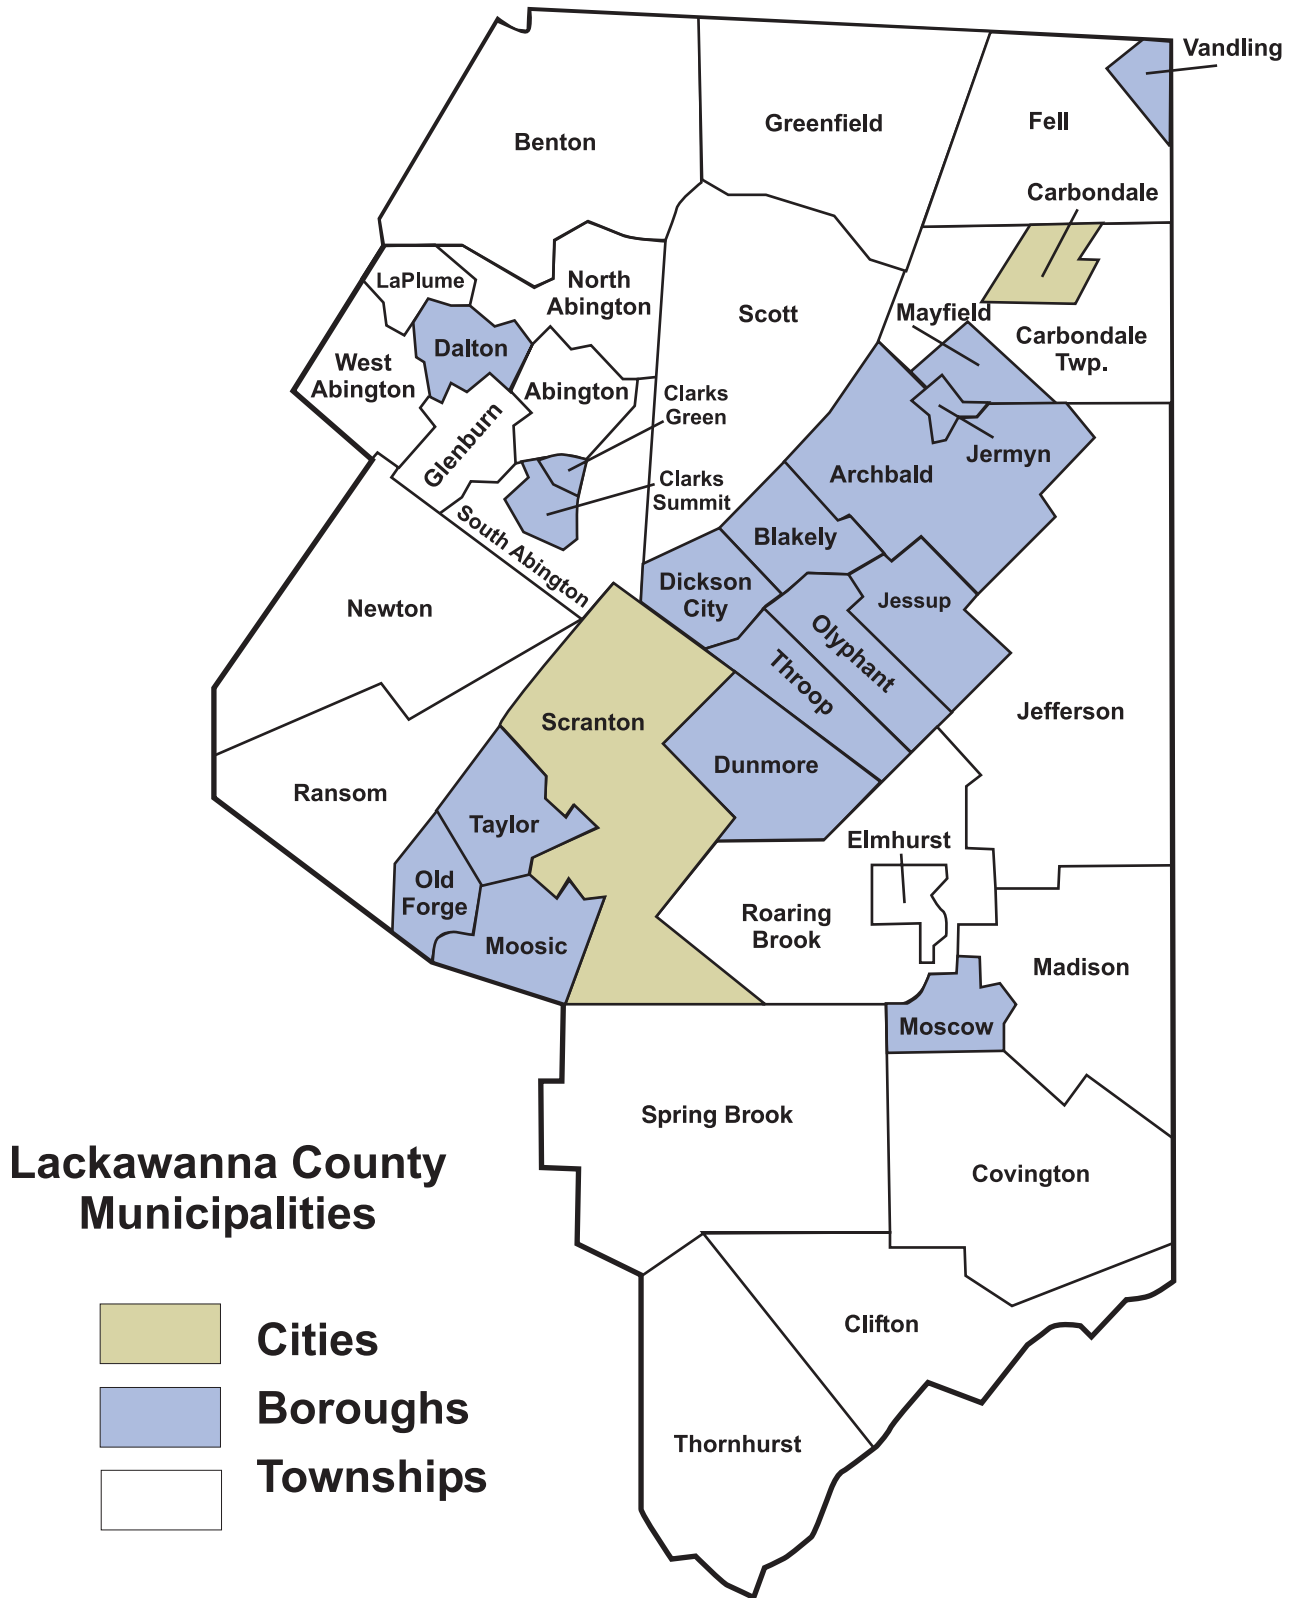 Vandling
Greenfield
Fell
Benton
Carbondale
LaPlume
North
Abington
Scott
Mayfield
Carbondale
Twp.
Dalton
West
Abington
Abington
Clarks
Green
Glenburn
Jermyn
Archbald
Clarks
Summit
South Abington
Blakely
Dickson
City
Jessup
Newton
Olyphant
Throop
Jefferson
Scranton
Dunmore
Ransom
Taylor
Elmhurst
Old
Forge
Roaring
Brook
Moosic
Madison
Moscow
Spring Brook
Lackawanna County
Municipalities
Covington
Cities
Clifton
Boroughs
Thornhurst
Townships